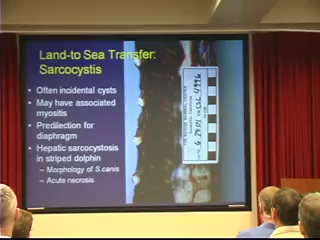 Land-to Sea Transfer:
Sarcocystis
• Often incidental cysts
• May have associated
myositis
• Predilection for
diaphragm
• Hepatic sarcocystosis
in striped dolphin
– Morphology of S.canis
– Acute necrosis